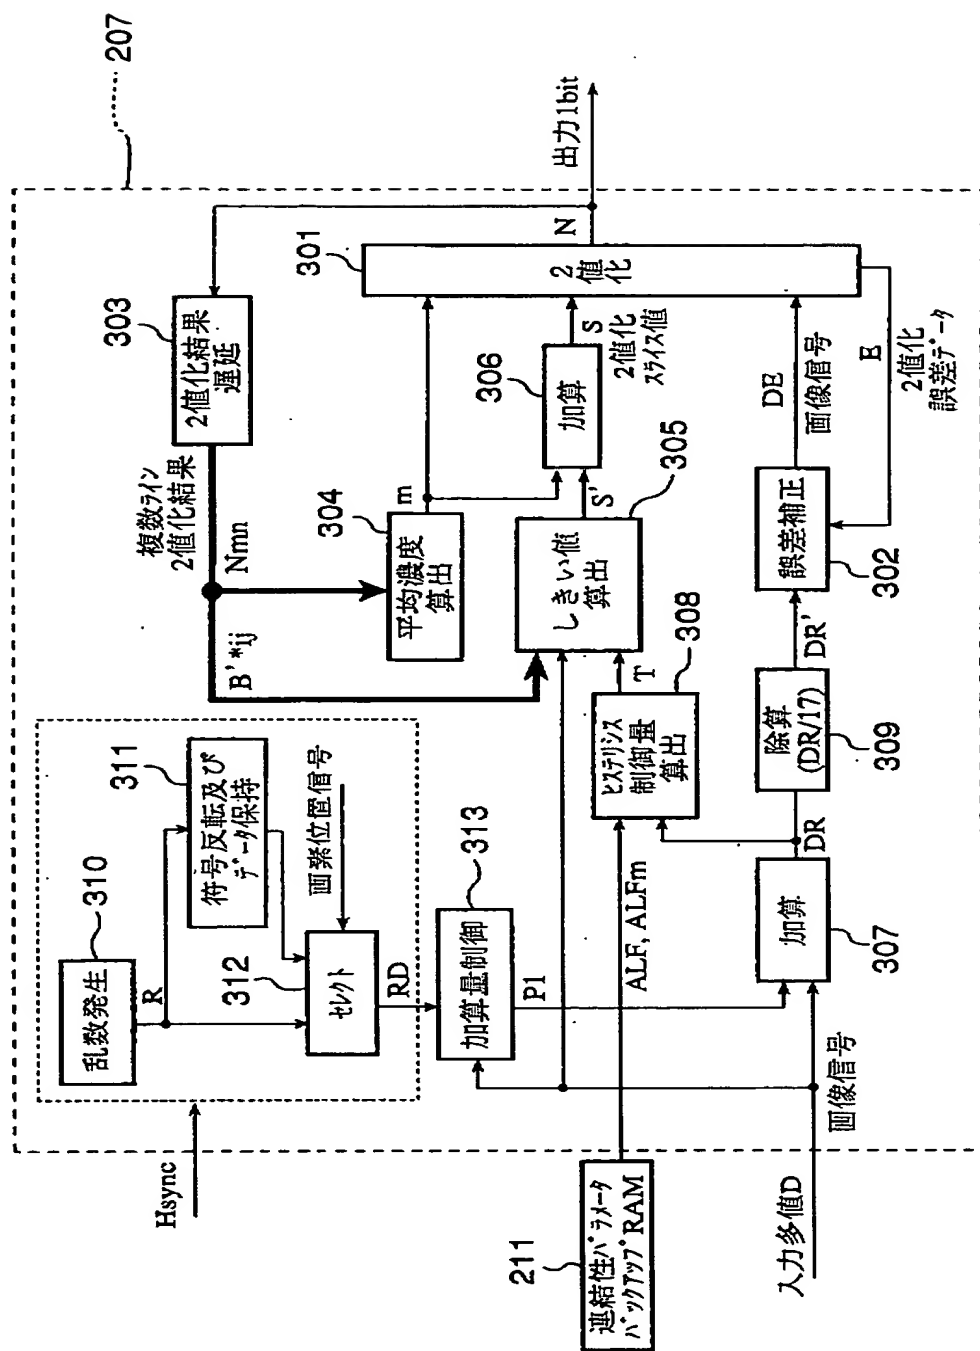 207
Hsync
310
乱数発生
R
311
符号反転及び
データ保持
312
セレクト
画素位置信号
RD
313
加算量制御
P1
303
2値化結果
遅延
複数ライン
2値化結果
Nmn
B'*ij
304
平均濃度
算出
m
306
加算
S
2値化
スライス値
301
2値化
N
出力1bit
305
しきい値
算出
S'
308
ヒステリシス
制御量
算出
T
211
連結性パラメータ
バックアップRAM
ALF, ALFm
入力多値D
画像信号
307
加算
DR
309
除算
(DR/17)
DR'
302
誤差補正
DE
画像信号
E
2値化
誤差データ